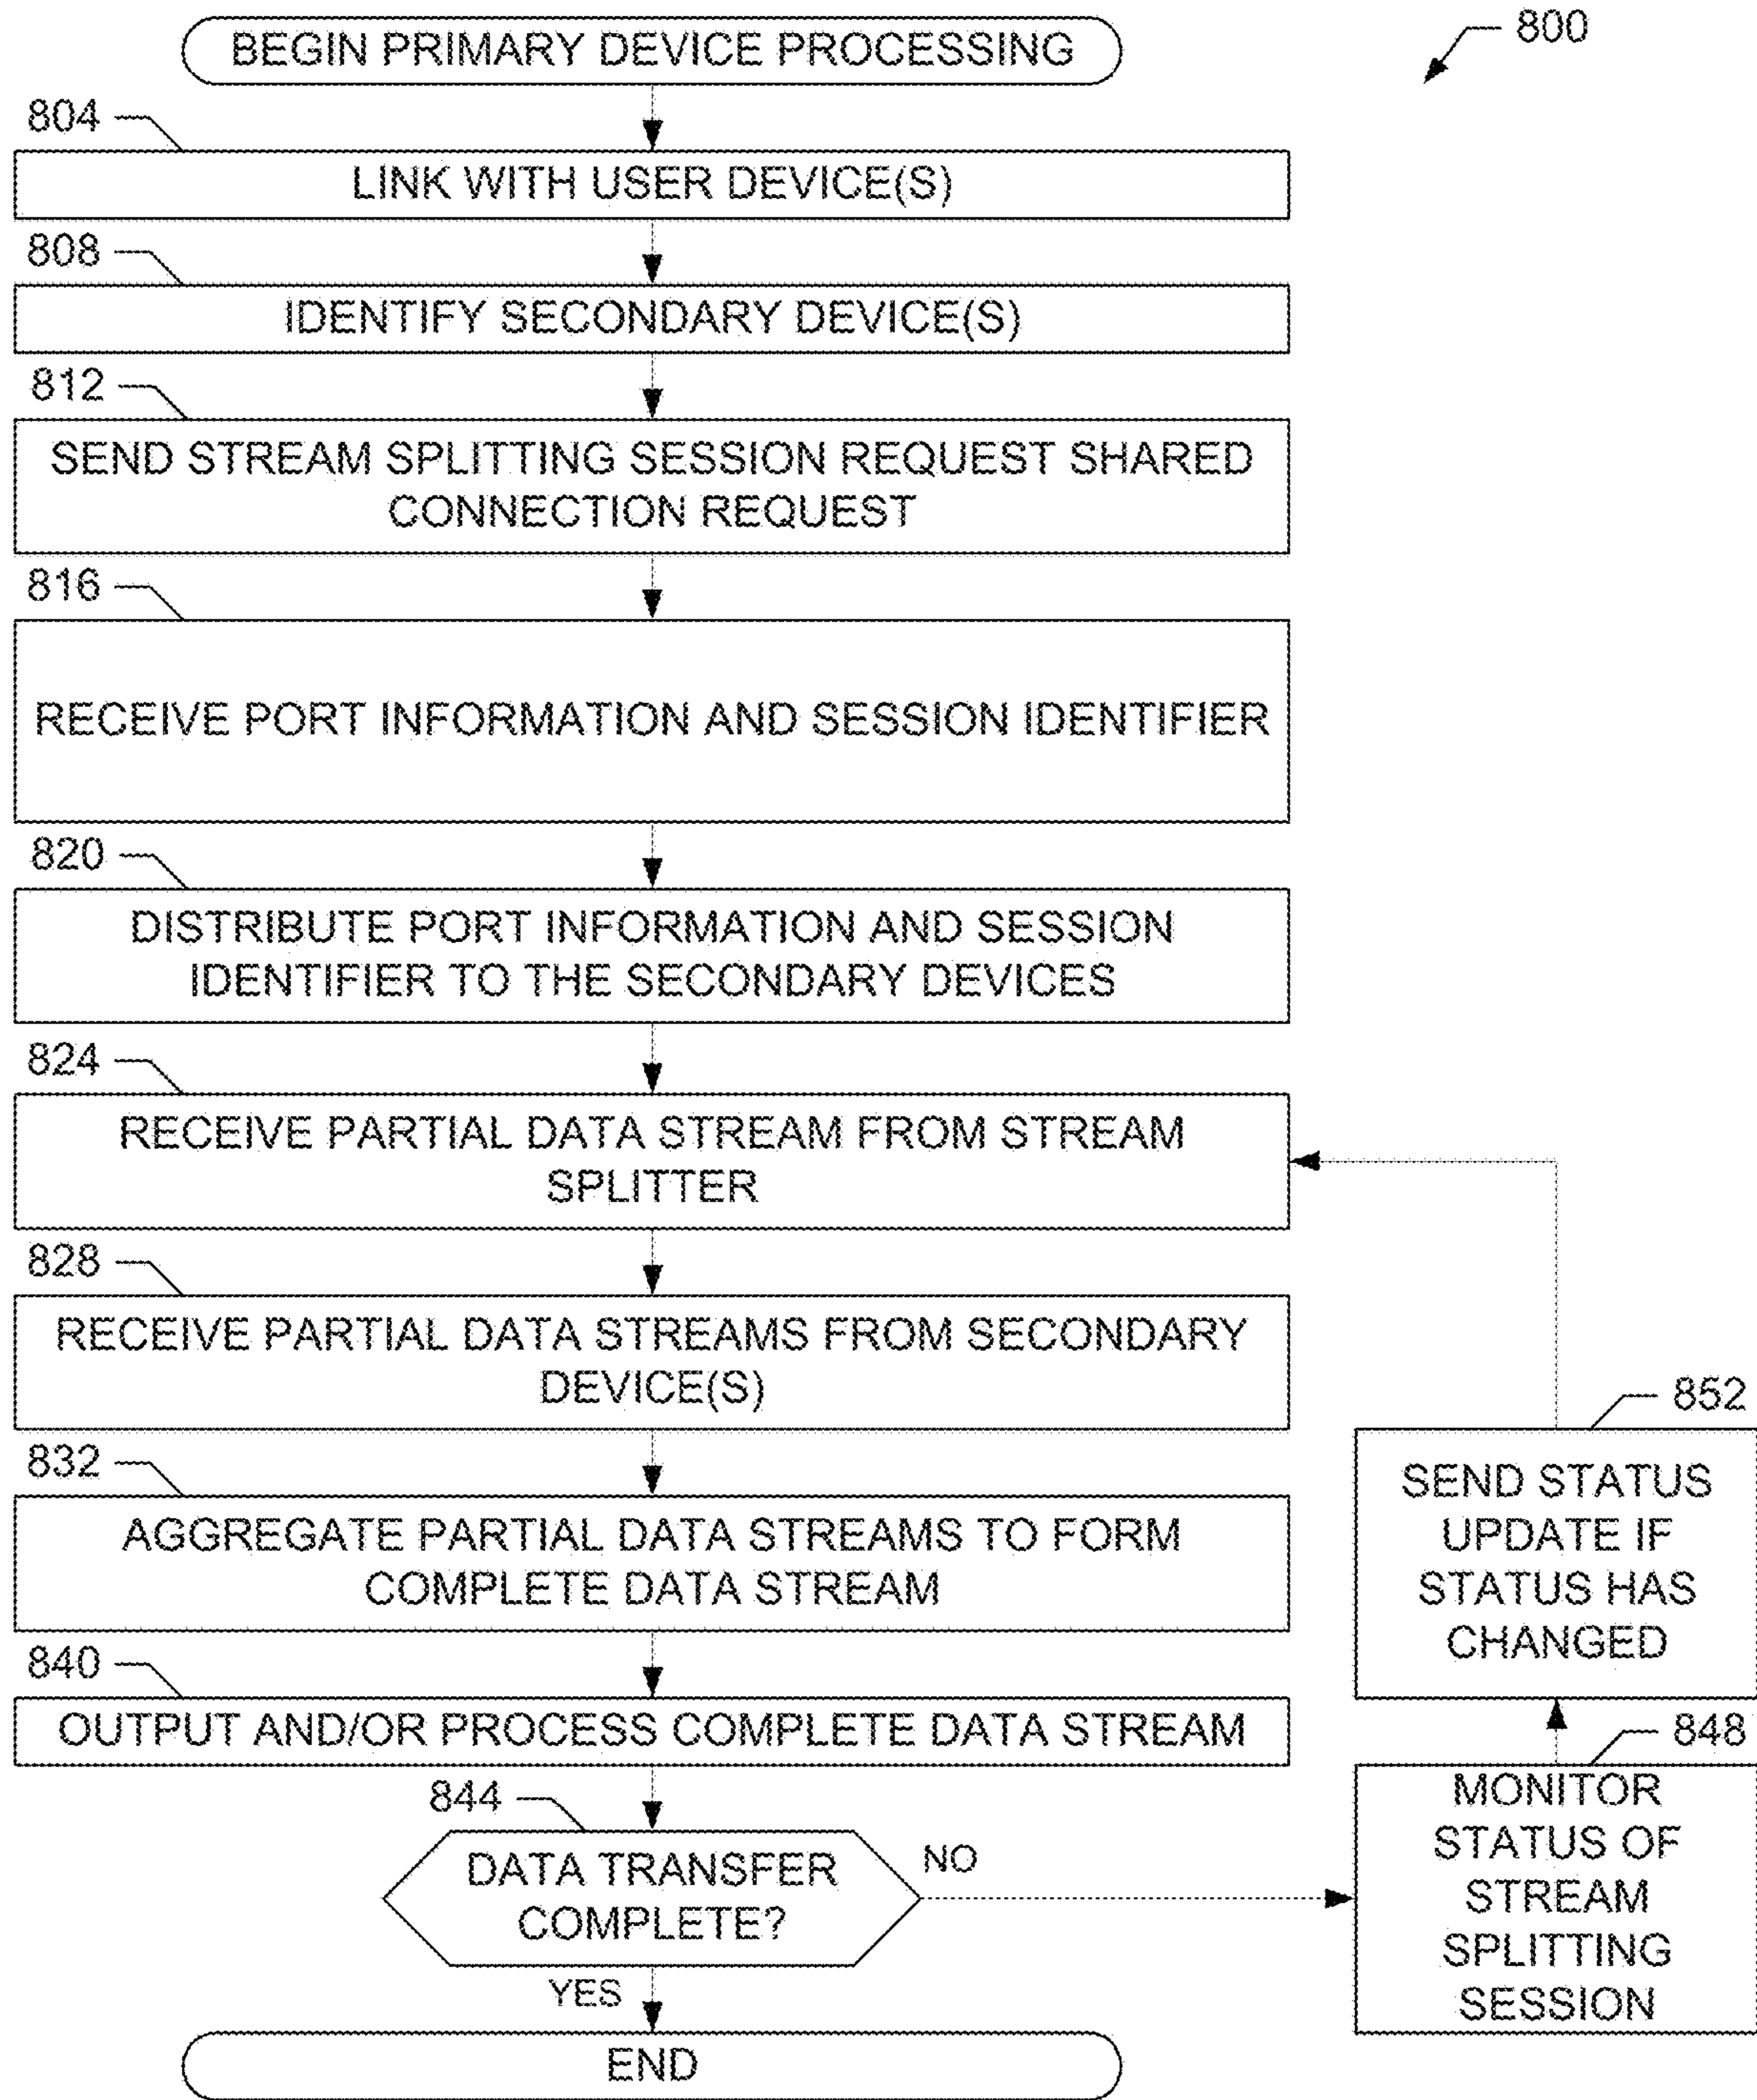 BEGIN PRIMARY DEVICE PROCESSING
800
804
LINK WITH USER DEVICE(S)
808
IDENTIFY SECONDARY DEVICE(S)
812
SEND STREAM SPLITTING SESSION REQUEST SHARED
CONNECTION REQUEST
816
RECEIVE PORT INFORMATION AND SESSION IDENTIFIER
820
DISTRIBUTE PORT INFORMATION AND SESSION
IDENTIFIER TO THE SECONDARY DEVICES
824
RECEIVE PARTIAL DATA STREAM FROM STREAM
SPLITTER
828
RECEIVE PARTIAL DATA STREAMS FROM SECONDARY
DEVICE(S)
832
AGGREGATE PARTIAL DATA STREAMS TO FORM
COMPLETE DATA STREAM
840
OUTPUT AND/OR PROCESS COMPLETE DATA STREAM
844
DATA TRANSFER
COMPLETE?
NO
YES
END
848
MONITOR
STATUS OF
STREAM
SPLITTING
SESSION
852
SEND STATUS
UPDATE IF
STATUS HAS
CHANGED